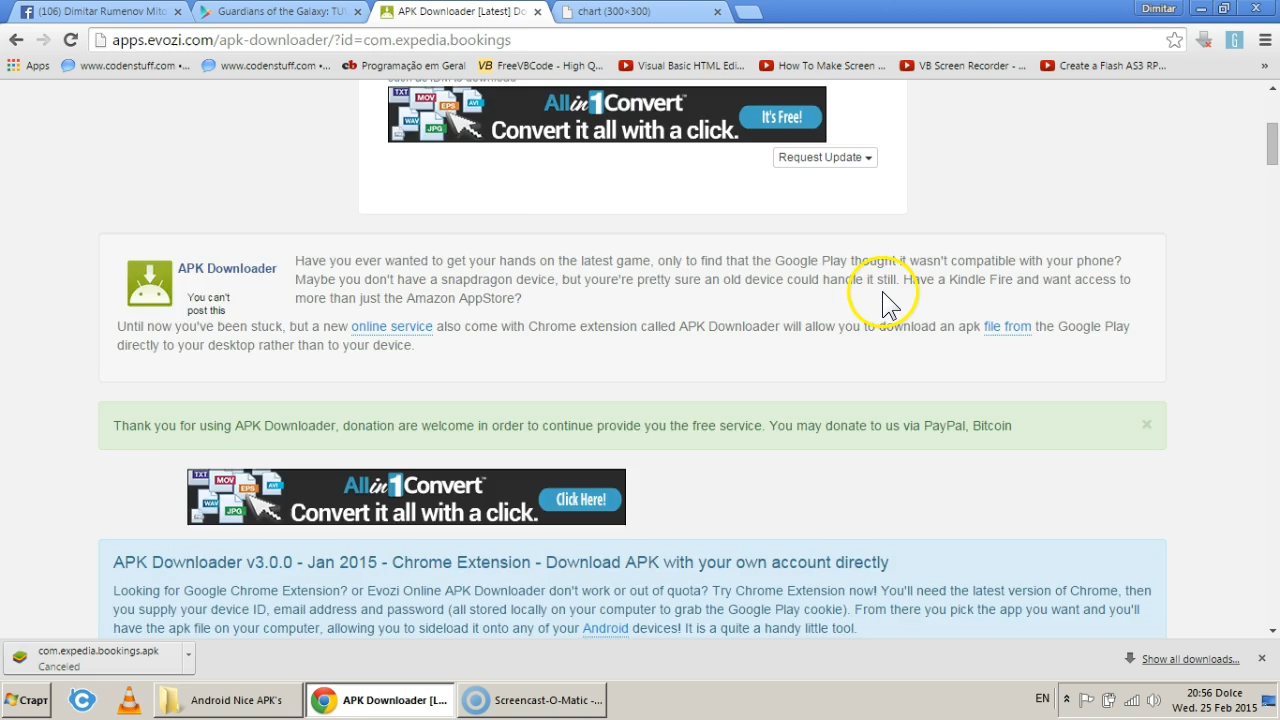 (106) Dimitar Rumenov Mito
Guardians of the Galaxy: TU
APK Downloader [Latest] Do
chart (300×300)
Dimitar
apps.evozi.com/apk-downloader/?id=com.expedia.bookings
Apps
www.codenstuff.com •...
www.codenstuff.com •...
Programação em Geral
FreeVBCode - High Q...
Visual Basic HTML Edi...
How To Make Screen ...
VB Screen Recorder - ...
Create a Flash AS3 RP...
TXT MOV EPS AVI WAV JPG
All in 1 Convert™
It's Free!
Convert it all with a click.
Request Update
APK Downloader
You can't
post this
Have you ever wanted to get your hands on the latest game, only to find that the Google Play thought it wasn't compatible with your phone?
Maybe you don't have a snapdragon device, but youre're pretty sure an old device could handle it still. Have a Kindle Fire and want access to
more than just the Amazon AppStore?
Until now you've been stuck, but a new online service also come with Chrome extension called APK Downloader will allow you to download an apk file from the Google Play
directly to your desktop rather than to your device.
Thank you for using APK Downloader, donation are welcome in order to continue provide you the free service. You may donate to us via PayPal, Bitcoin
TXT MOV EPS AVI WAV JPG
All in 1 Convert™
Click Here!
Convert it all with a click.
APK Downloader v3.0.0 - Jan 2015 - Chrome Extension - Download APK with your own account directly
Looking for Google Chrome Extension? or Evozi Online APK Downloader don't work or out of quota? Try Chrome Extension now! You'll need the latest version of Chrome, then
you supply your device ID, email address and password (all stored locally on your computer to grab the Google Play cookie). From there you pick the app you want and you'll
have the apk file on your computer, allowing you to sideload it onto any of your Android devices! It is a quite a handy little tool.
com.expedia.bookings.apk
Canceled
Show all downloads...
Старт
Android Nice APK's
APK Downloader [L...
Screencast-O-Matic -...
EN
20:56 Dolce
Wed. 25 Feb 2015